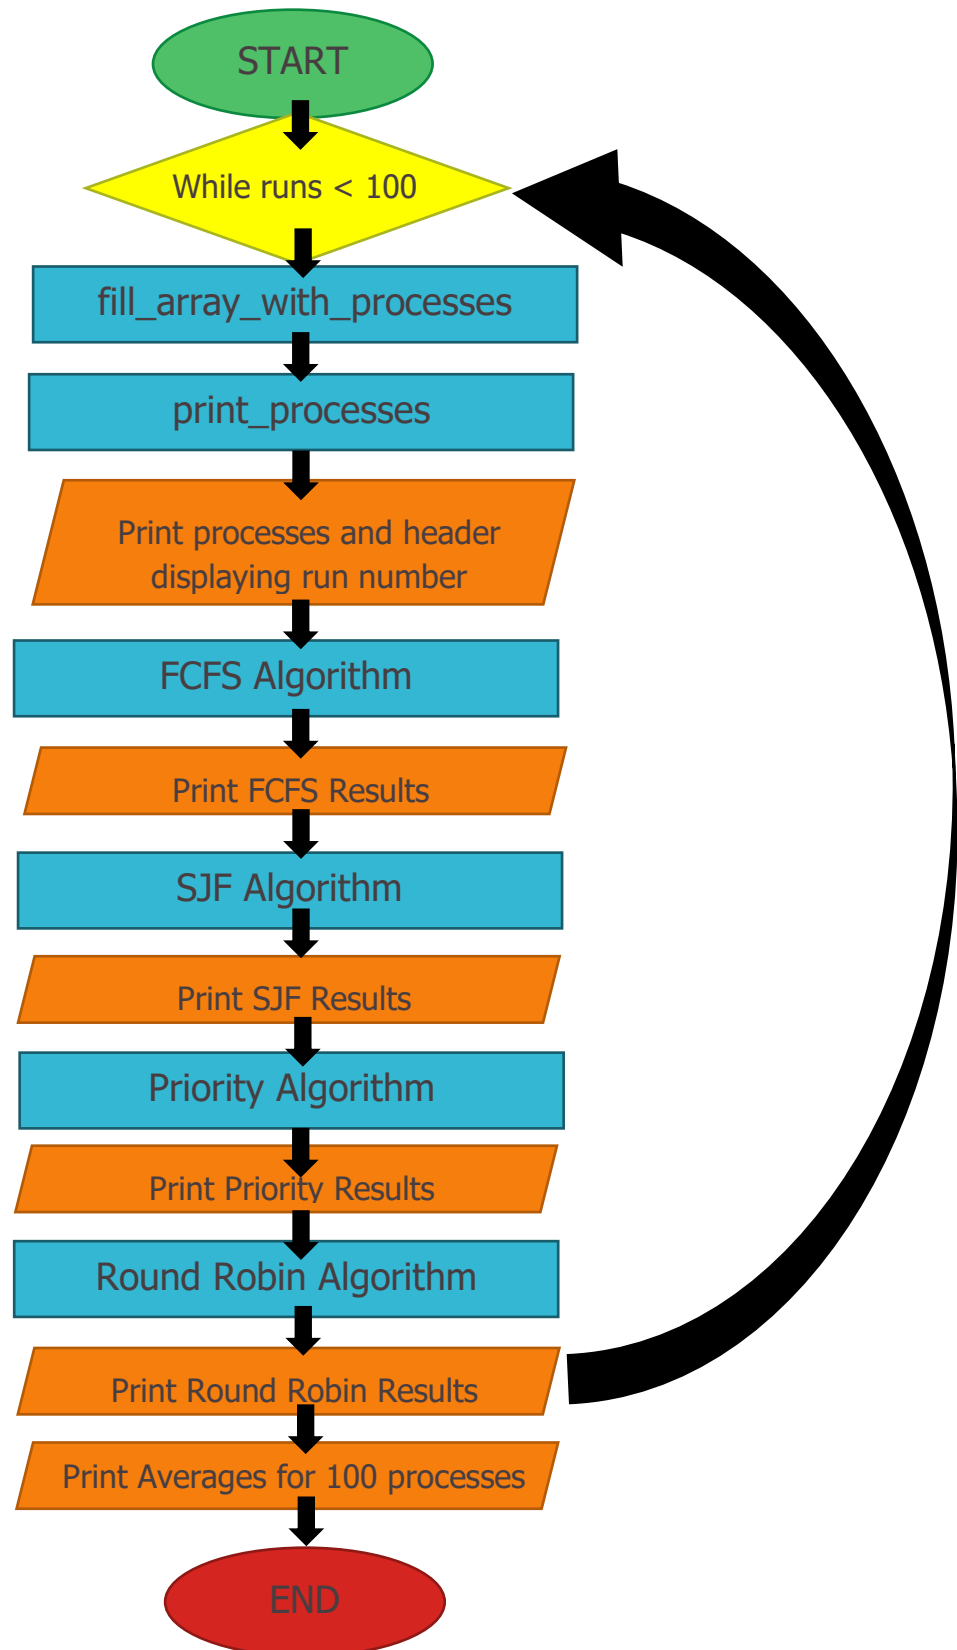 START
While runs < 100
fill_array_with_processes
print_processes
Print processes and header
displaying run number
FCFS Algorithm
Print FCFS Results
SJF Algorithm
Print SJF Results
Priority Algorithm
Print Priority Results
Round Robin Algorithm
Print Round Robin Results
Print Averages for 100 processes
END